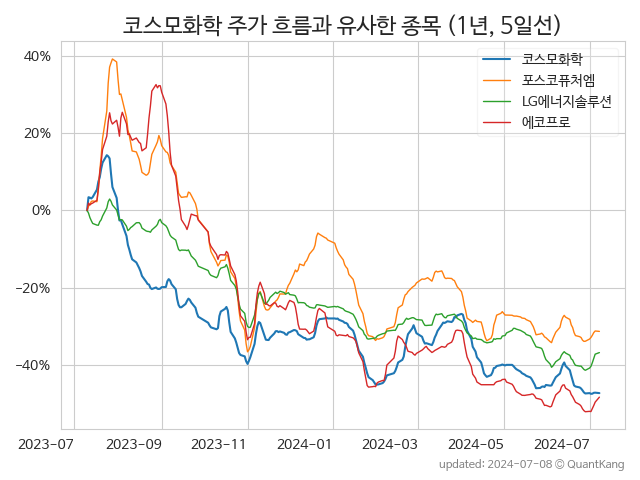 코스모화학 주가 흐름과 유사한 종목 (1년, 5일선)
코스모화학
포스코퓨처엠
LG에너지솔루션
에코프로
40%
20%
0%
−20%
−40%
2023-07 2023-09 2023-11 2024-01 2024-03 2024-05 2024-07
updated: 2024-07-08 © QuantKang